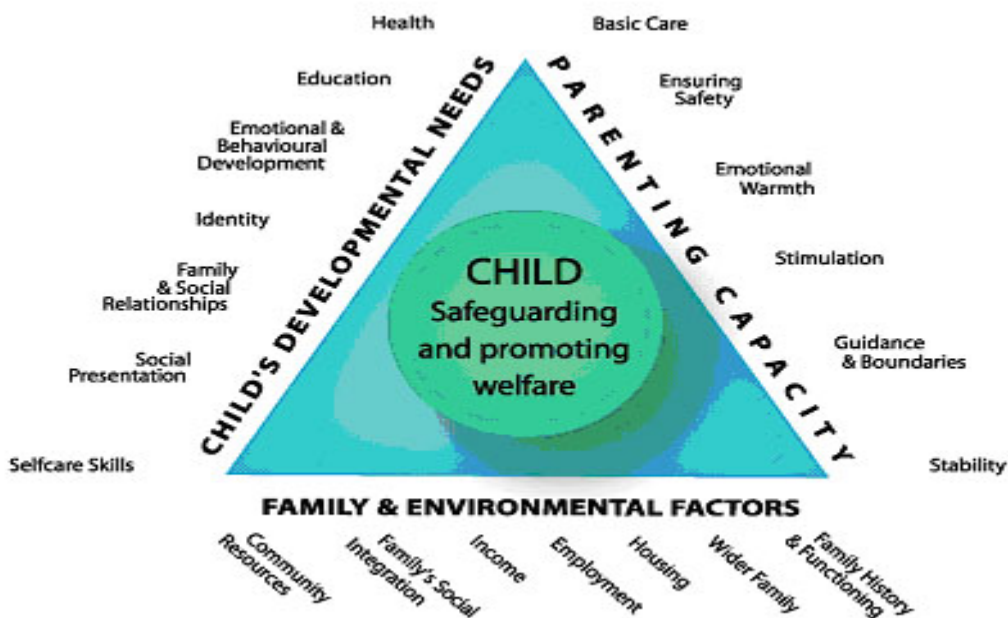 Health
Education
Emotional &
Behavioural
Development
Identity
Family
& Social
Relationships
Social
Presentation
Selfcare Skills
CHILD'S DEVELOPMENTAL NEEDS
Basic Care
Ensuring
Safety
Emotional
Warmth
Stimulation
Guidance
& Boundaries
Stability
PARENTING CAPACITY
CHILD
Safeguarding
and promoting
welfare
FAMILY & ENVIRONMENTAL FACTORS
Community
Resources
Family's Social
Integration
Income
Employment
Housing
Wider Family
Family History
& Functioning